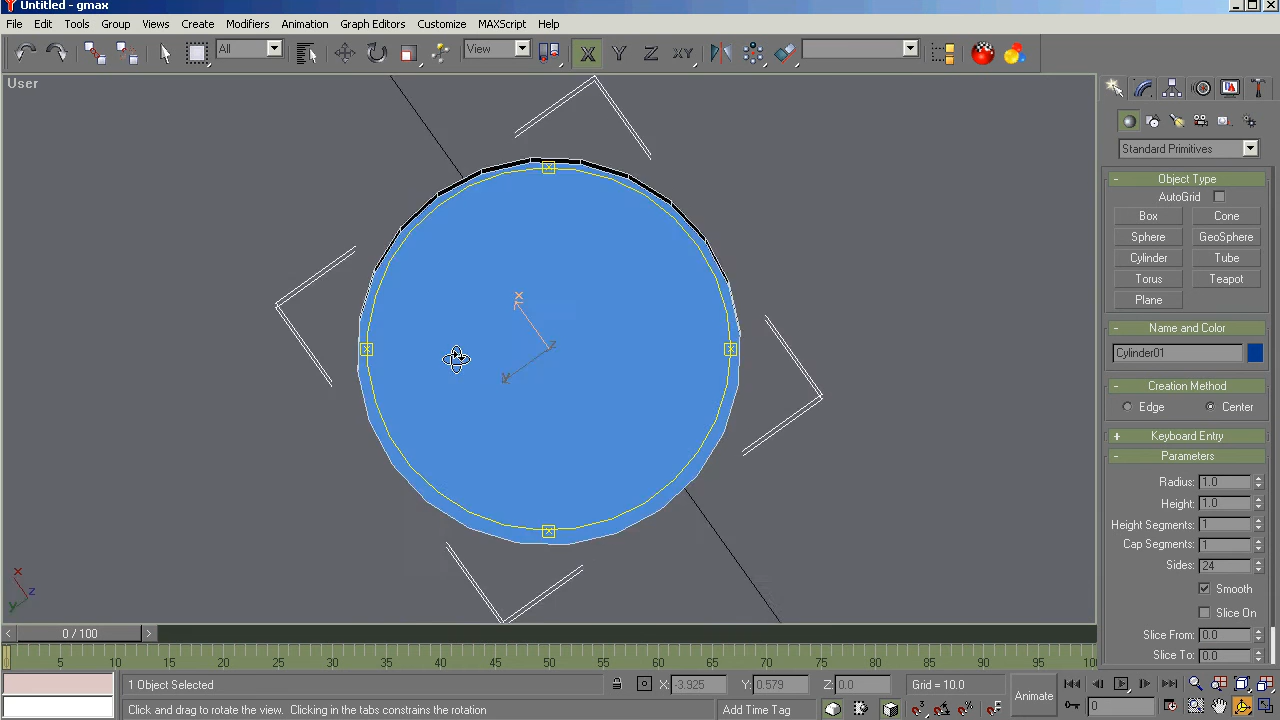 Untitled - gmax
File Edit Tools Group Views Create Modifiers Animation Graph Editors Customize MAXScript Help
All View X Y Z XY
User
Standard Primitives
- Object Type
AutoGrid
Box Cone
Sphere GeoSphere
Cylinder Tube
Torus Teapot
Plane
- Name and Color
Cylinder01
- Creation Method
Edge Center
+ Keyboard Entry
- Parameters
Radius: 1.0
Height: 1.0
Height Segments: 1
Cap Segments: 1
Sides: 24
Smooth
Slice On
Slice From: 0.0
Slice To: 0.0
x
z
y
x
z
y
< 0 / 100 >
5 10 15 20 25 30 35 40 45 50 55 60 65 70 75 80 85 90 95 100
1 Object Selected X: -3.925 Y: 0.579 Z: 0.0 Grid = 10.0 Animate
Click and drag to rotate the view. Clicking in the tabs constrains the rotation Add Time Tag 0